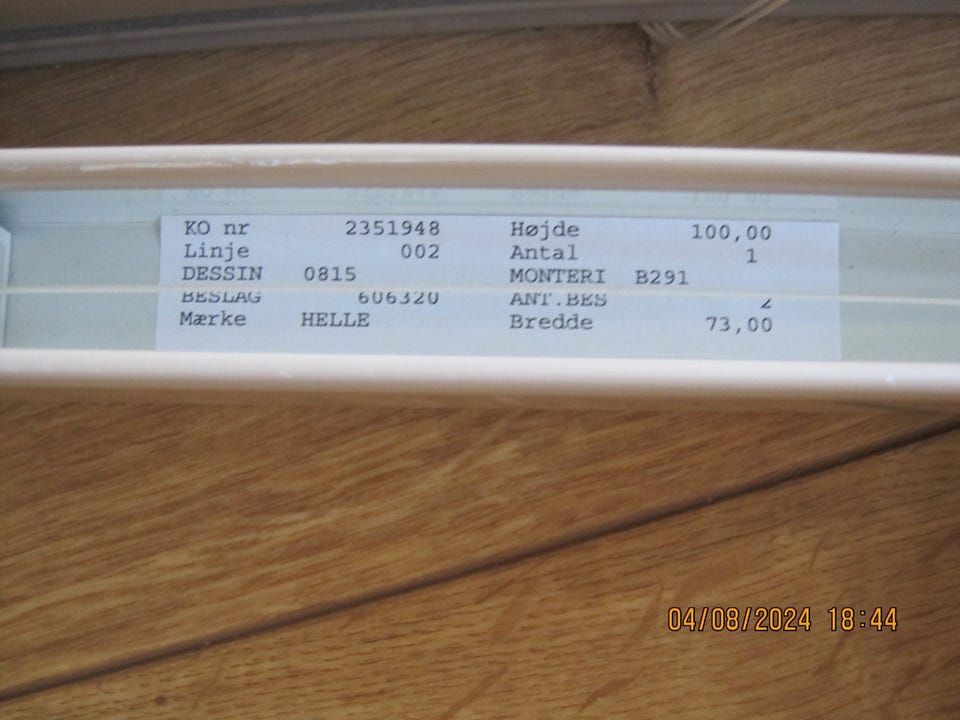 KO nr 2351948 Højde 100,00
Linje 002 Antal 1
DESSIN 0815 MONTERI B291
BESLAG 606320 ANT.BES 2
Mærke HELLE Bredde 73,00
04/08/2024 18:44